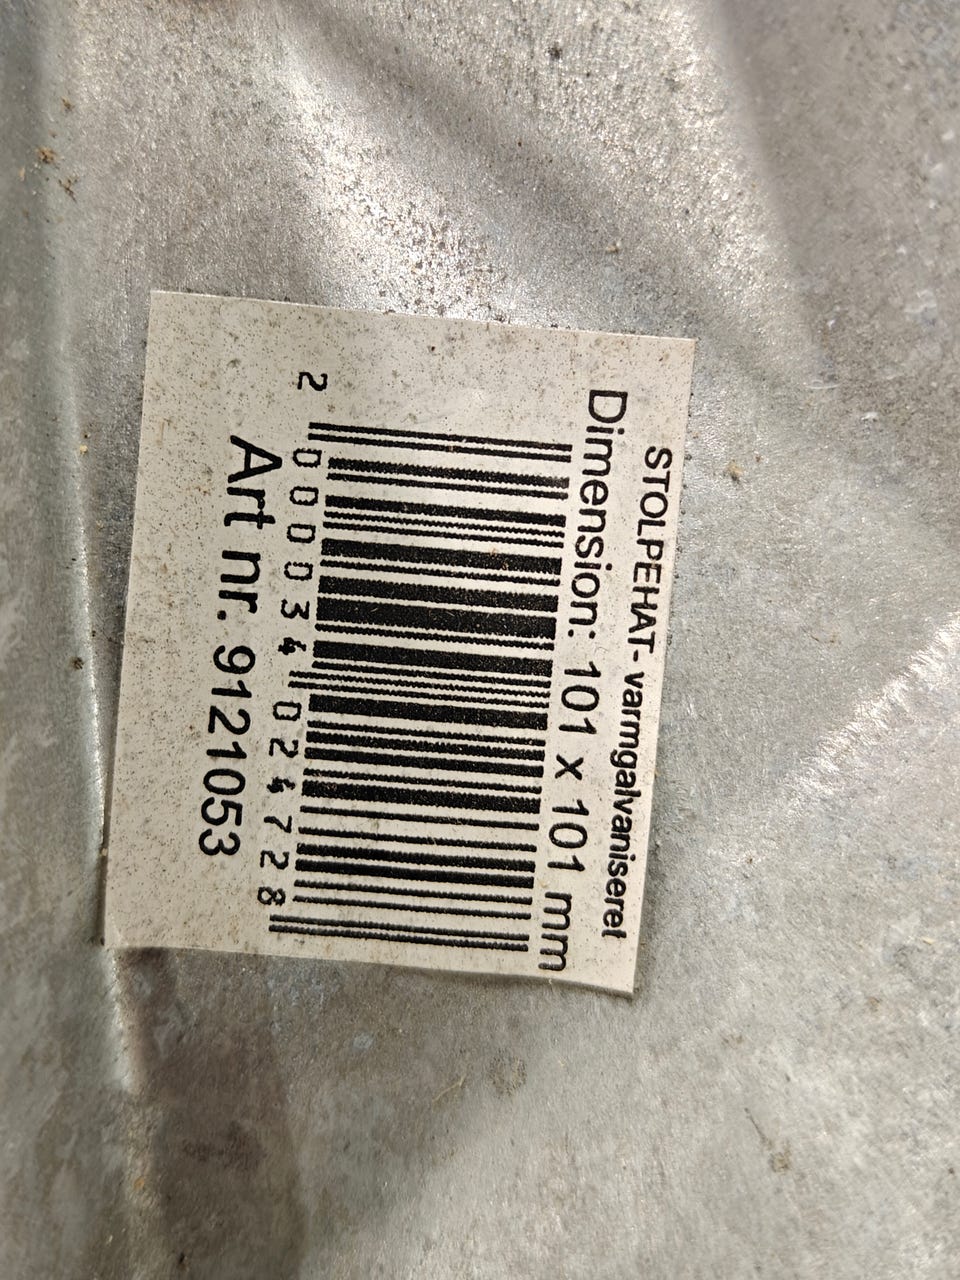 STOLPEHAT- varmgalvaniseret
Dimension: 101 x 101 mm
2 000034 024728
Art nr. 9121053